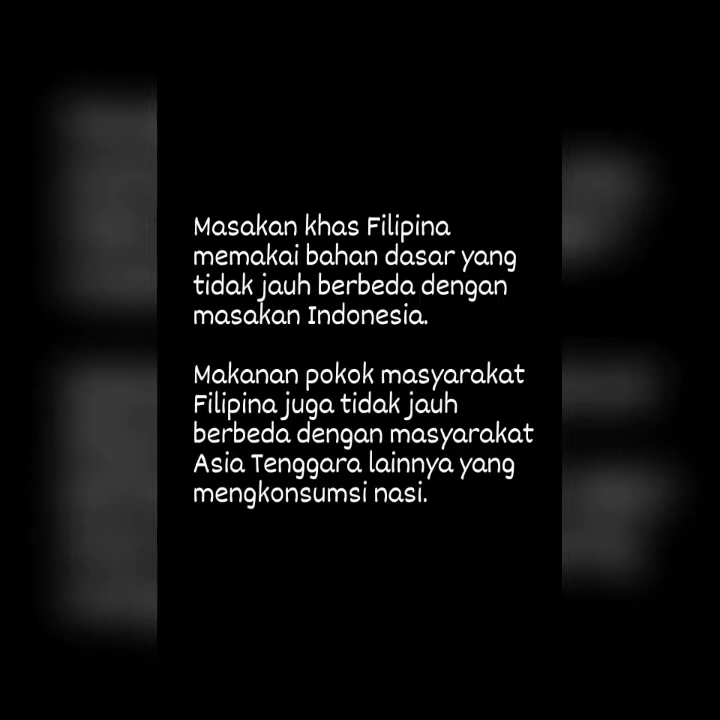 Masakan khas Filipina
memakai bahan dasar yang
tidak jauh berbeda dengan
masakan Indonesia.
Makanan pokok masyarakat
Filipina juga tidak jauh
berbeda dengan masyarakat
Asia Tenggara lainnya yang
mengkonsumsi nasi.